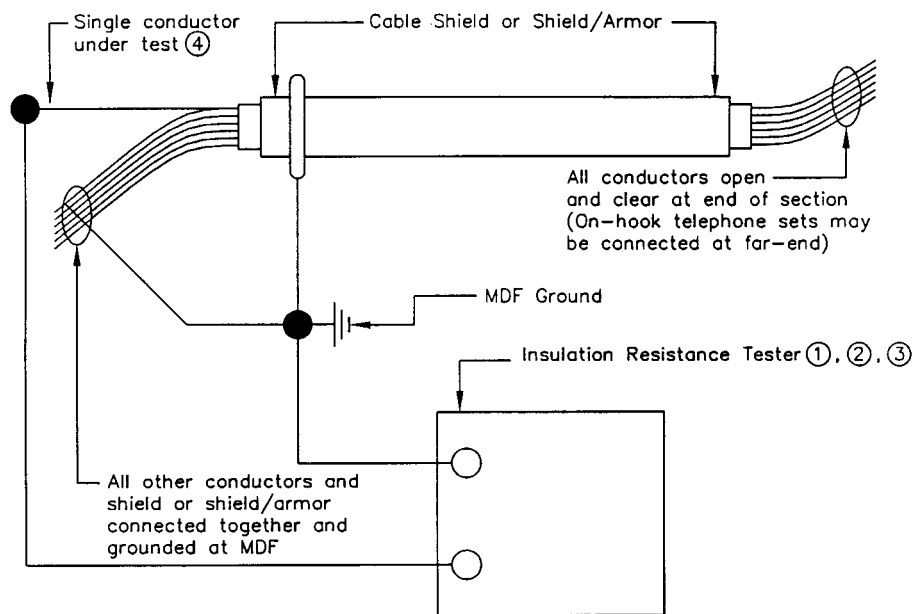 Single conductor
under test ④
Cable Shield or Shield/Armor
All conductors open
and clear at end of section
(On-hook telephone sets may
be connected at far-end)
MDF Ground
Insulation Resistance Tester ①, ②, ③
All other conductors and
shield or shield/armor
connected together and
grounded at MDF